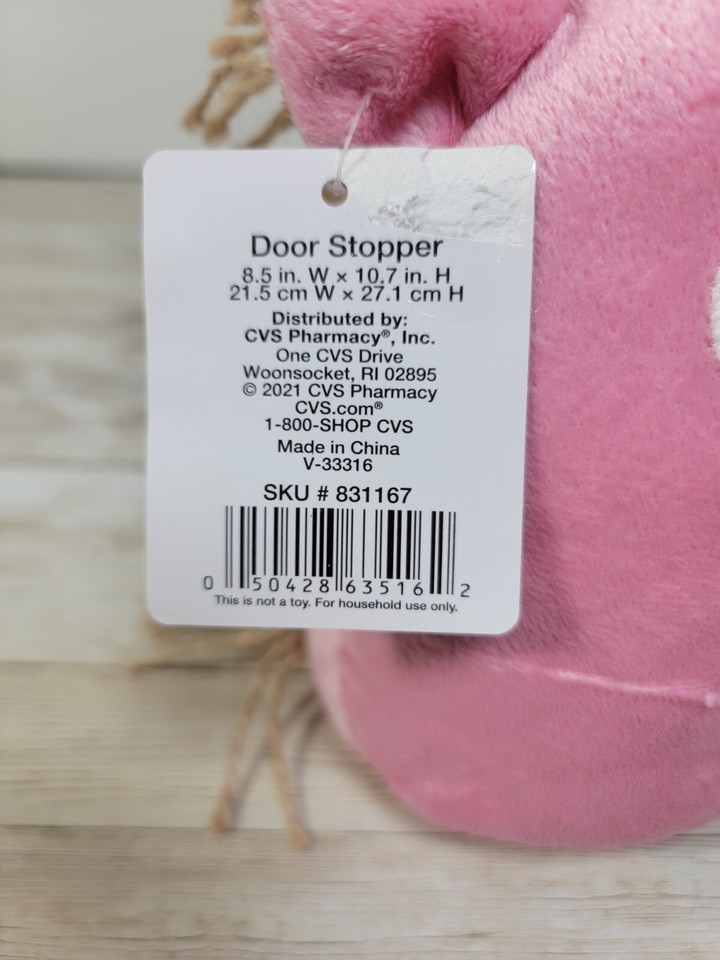 Door Stopper
8.5 in. W × 10.7 in. H
21.5 cm W × 27.1 cm H
Distributed by:
CVS Pharmacy®, Inc.
One CVS Drive
Woonsocket, RI 02895
© 2021 CVS Pharmacy
CVS.com®
1-800-SHOP CVS
Made in China
V-33316
SKU # 831167
0 50428 63516 2
This is not a toy. For household use only.